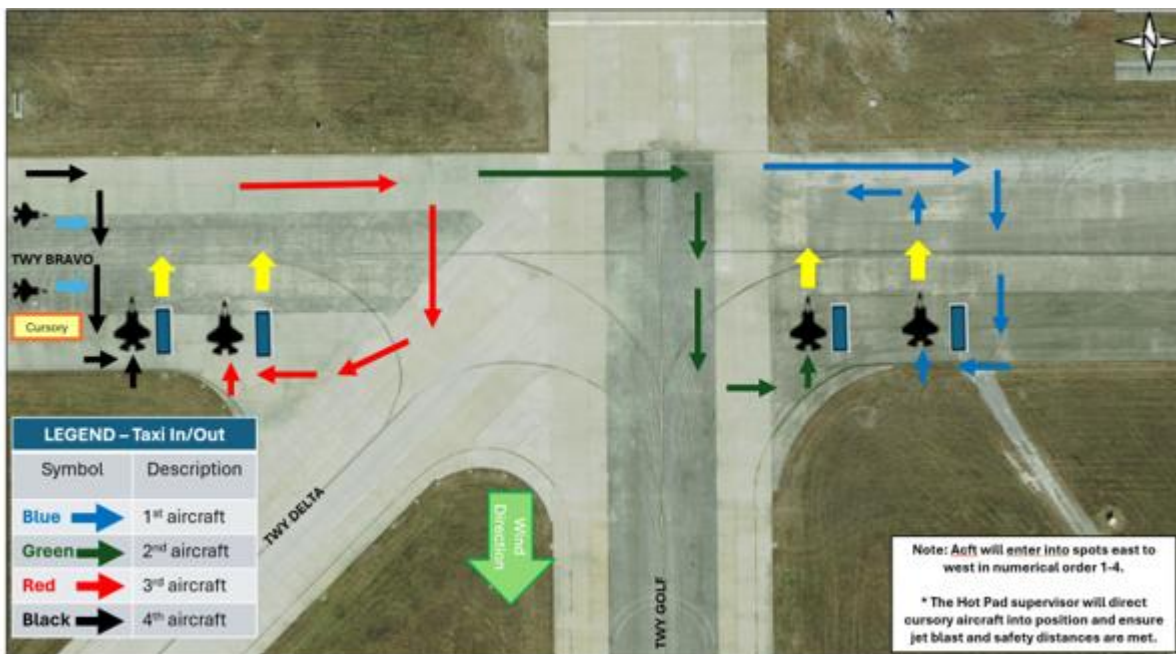 N
TWY BRAVO
Cursory
LEGEND – Taxi In/Out
Symbol Description
Blue 1st aircraft
Green 2nd aircraft
Red 3rd aircraft
Black 4th aircraft
TWY DELTA
Wind
Direction
TWY GOLF
Note: Acft will enter into spots east to
west in numerical order 1-4.
* The Hot Pad supervisor will direct
cursory aircraft into position and ensure
jet blast and safety distances are met.